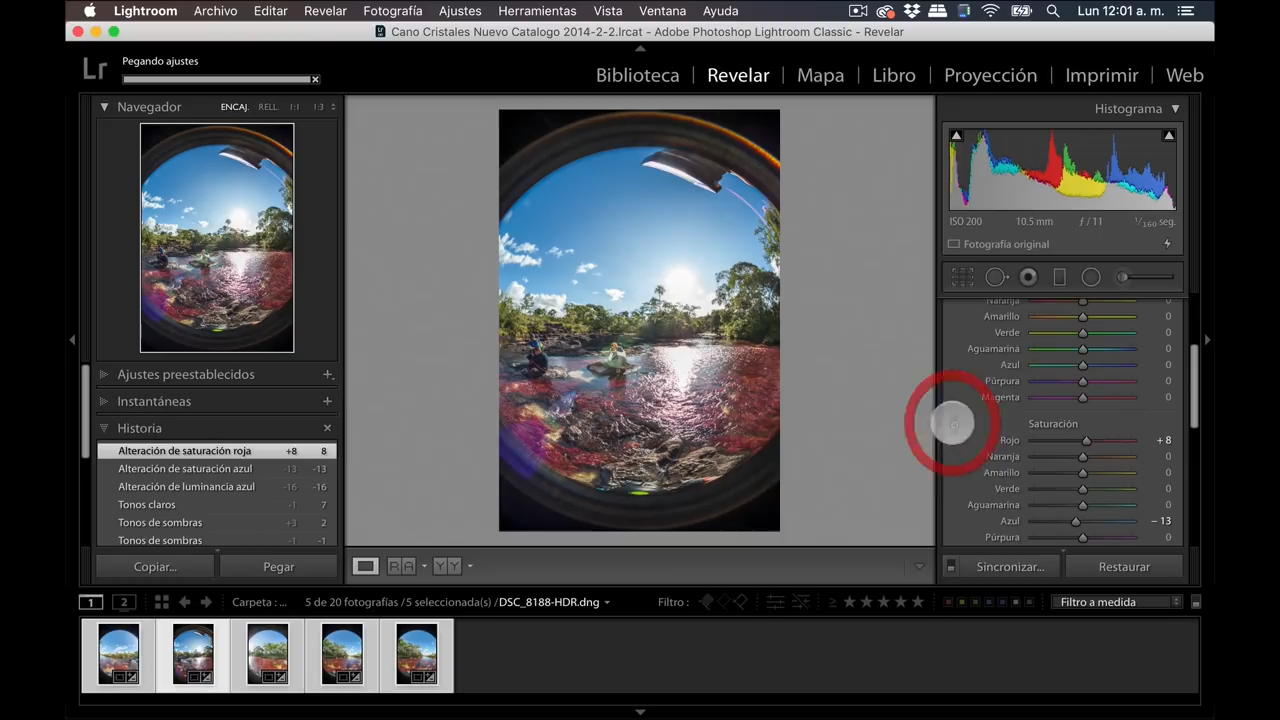 Lightroom Archivo Editar Revelar Fotografía Ajustes Herramientas Vista Ventana Ayuda Lun 12:01 a. m.
Cano Cristales Nuevo Catalogo 2014-2-2.lrcat - Adobe Photoshop Lightroom Classic - Revelar
Lr Pegando ajustes
Biblioteca | Revelar | Mapa | Libro | Proyección | Imprimir | Web
Navegador ENCAJ. RELL. 1:1 1:3
Histograma
ISO 200 10.5 mm ƒ / 11 1/160 seg.
Fotografía original
Naranja 0
Amarillo 0
Verde 0
Aguamarina 0
Azul 0
Púrpura 0
Magenta 0
Saturación
Rojo + 8
Naranja 0
Amarillo 0
Verde 0
Aguamarina 0
Azul − 13
Púrpura 0
Ajustes preestablecidos
Instantáneas
Historia
Alteración de saturación roja +8 8
Alteración de saturación azul -13 -13
Alteración de luminancia azul -16 -16
Tonos claros -1 7
Tonos de sombras +3 2
Tonos de sombras -1 -1
Copiar... Pegar
R A Y Y
Sincronizar... Restaurar
1 2 Carpeta : ... 5 de 20 fotografías /5 seleccionada(s) /DSC_8188-HDR.dng Filtro : Filtro a medida